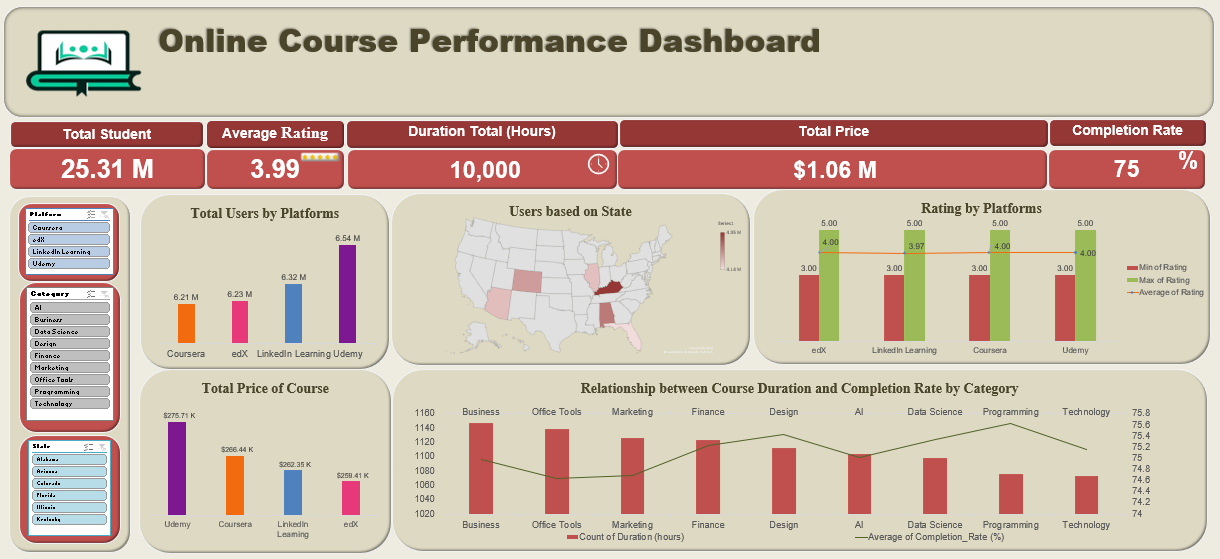 Online Course Performance Dashboard
Total Student
Average Rating
Duration Total (Hours)
Total Price
Completion Rate
25.31 M
3.99
10,000
$1.06 M
75 %
Platform
Coursera
edX
LinkedIn Learning
Udemy
Category
AI
Business
Data Science
Design
Finance
Marketing
Office Tools
Programming
Technology
State
Alabama
Arizona
Colorado
Florida
Illinois
Kentucky
Total Users by Platforms
6.21 M
6.23 M
6.32 M
6.54 M
Coursera
edX
LinkedIn Learning
Udemy
Users based on State
Rating by Platforms
5.00 5.00 5.00 5.00
4.00 3.97 4.00 4.00
3.00 3.00 3.00 3.00
edX LinkedIn Learning Coursera Udemy
Min of Rating
Max of Rating
Average of Rating
Total Price of Course
$275.71 K
$266.44 K
$262.35 K
$259.41 K
Udemy
Coursera
LinkedIn
Learning
edX
Relationship between Course Duration and Completion Rate by Category
Business Office Tools Marketing Finance Design AI Data Science Programming Technology
1160
1140
1120
1100
1080
1060
1040
1020
75.8
75.6
75.4
75.2
75
74.8
74.6
74.4
74.2
74
Business Office Tools Marketing Finance Design AI Data Science Programming Technology
Count of Duration (hours)
Average of Completion_Rate (%)